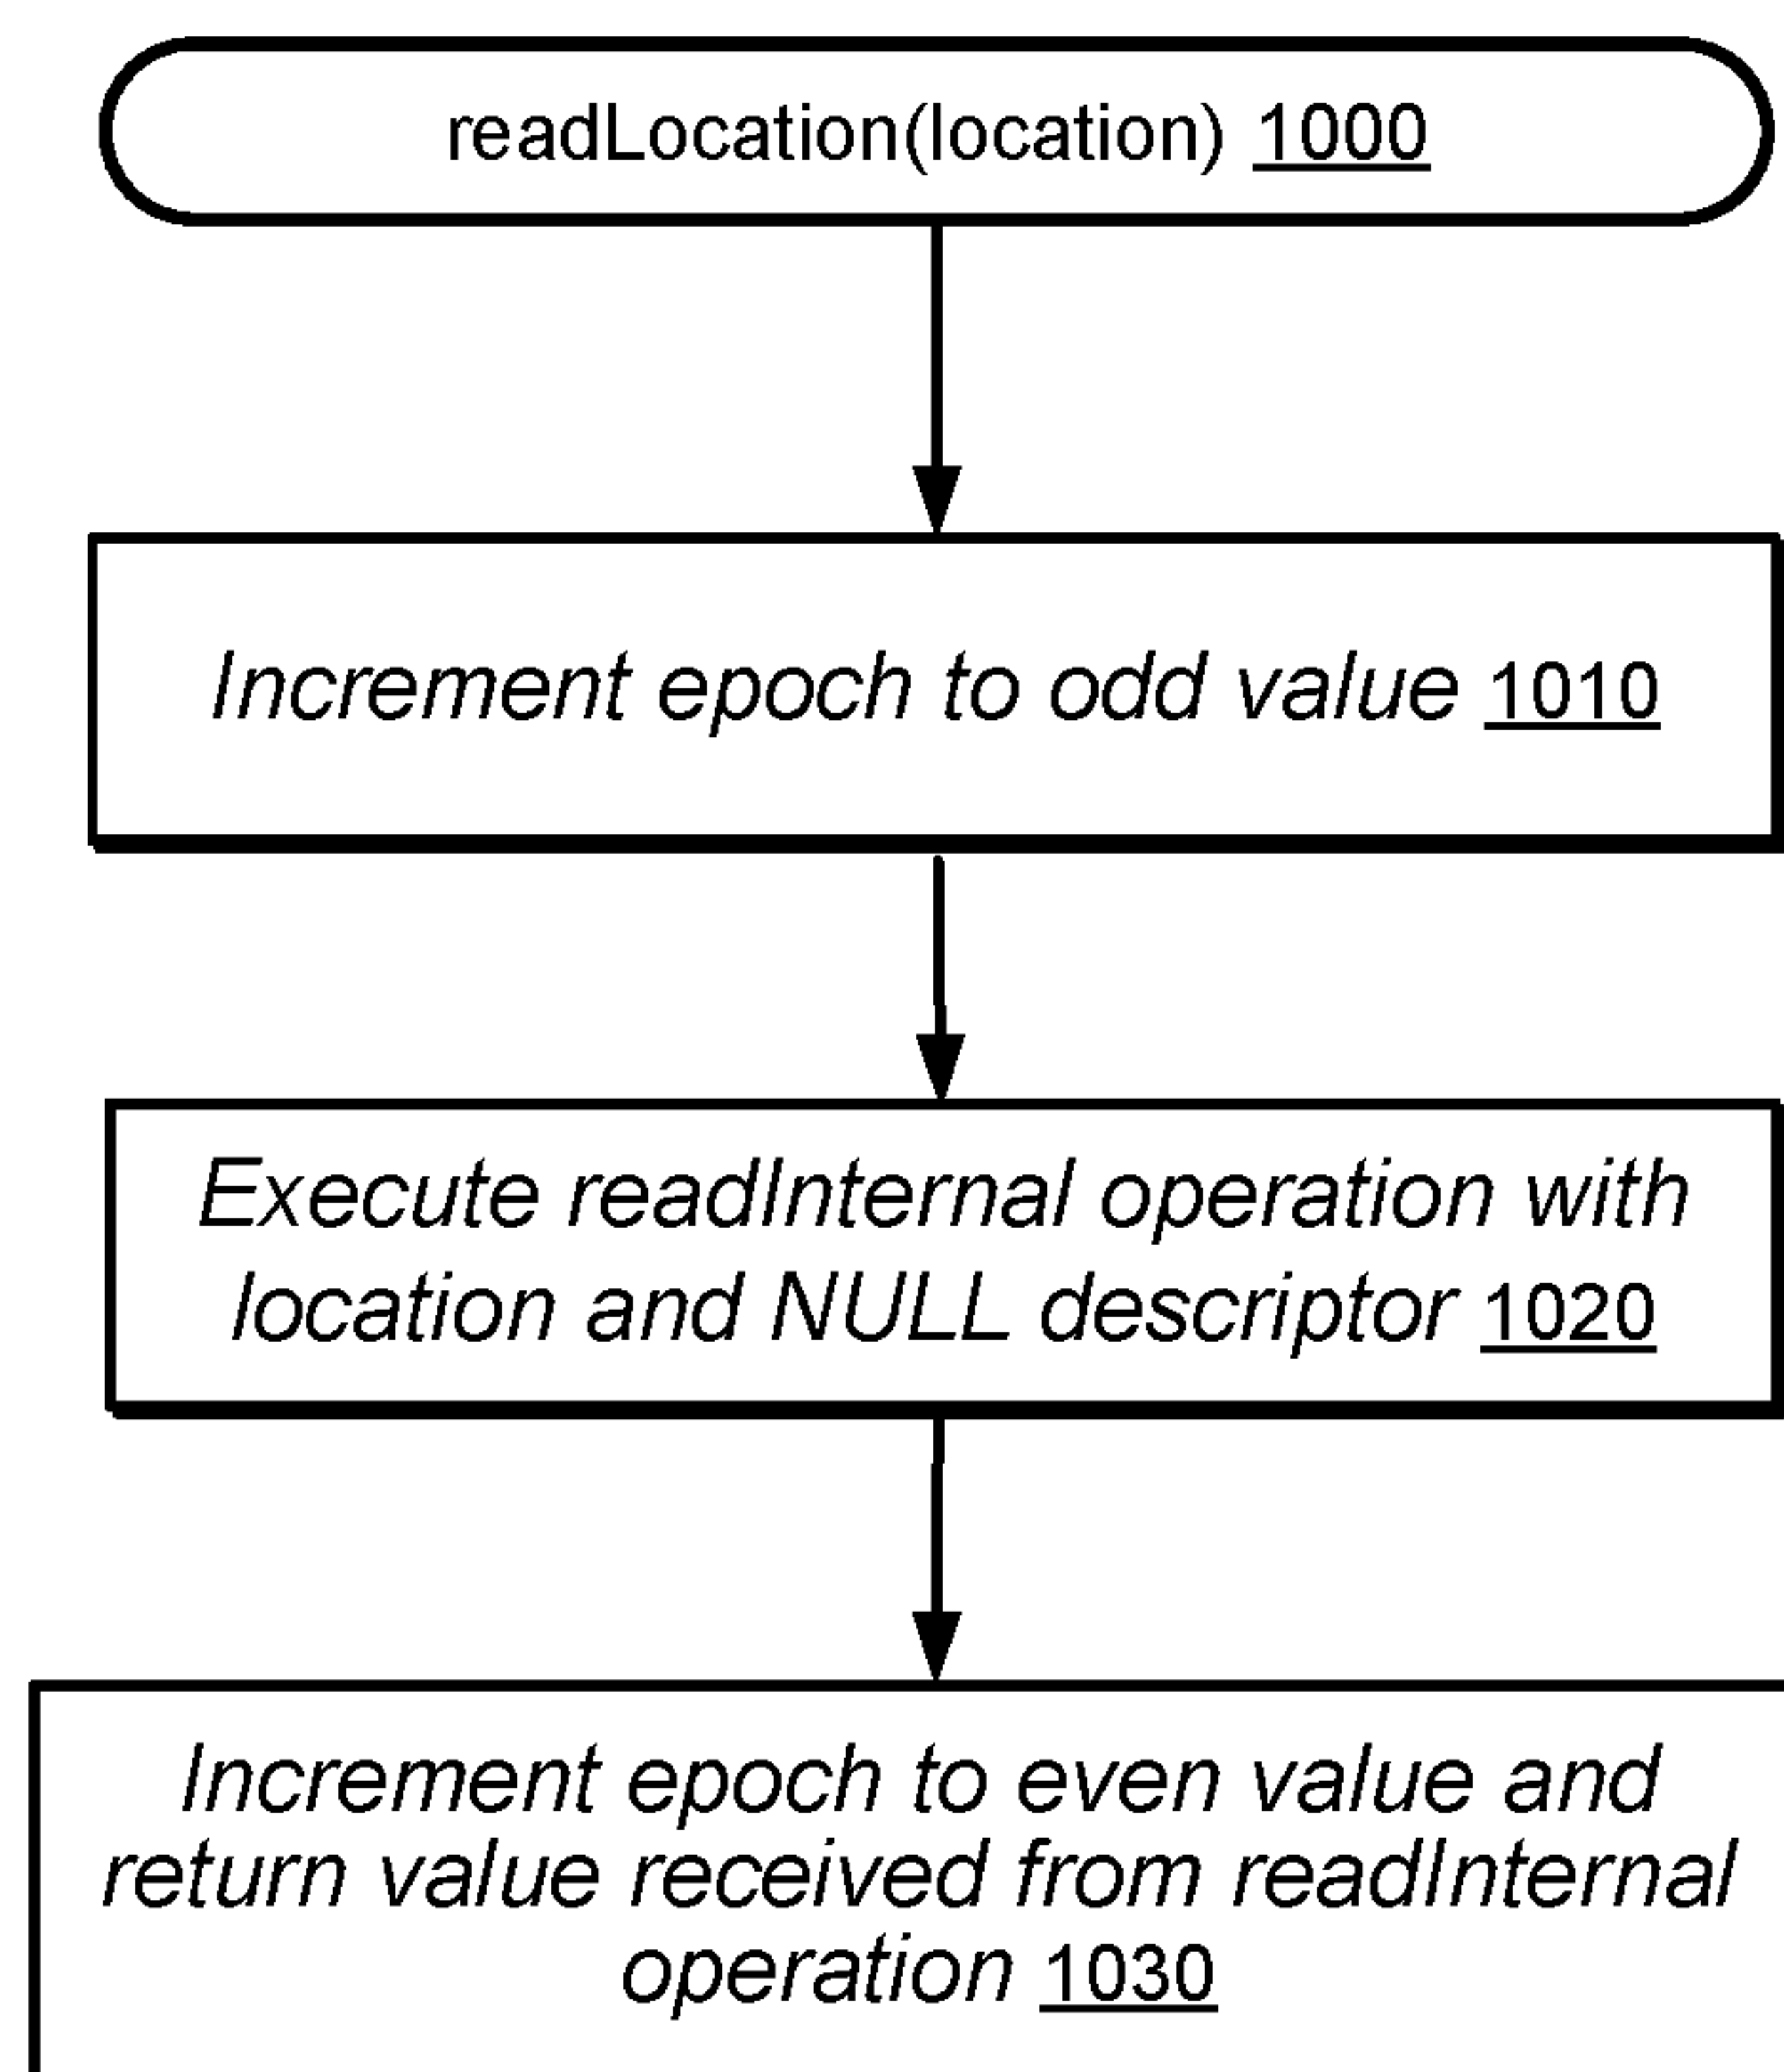 readLocation(location) 1000
Increment epoch to odd value 1010
Execute readInternal operation with
location and NULL descriptor 1020
Increment epoch to even value and
return value received from readInternal
operation 1030